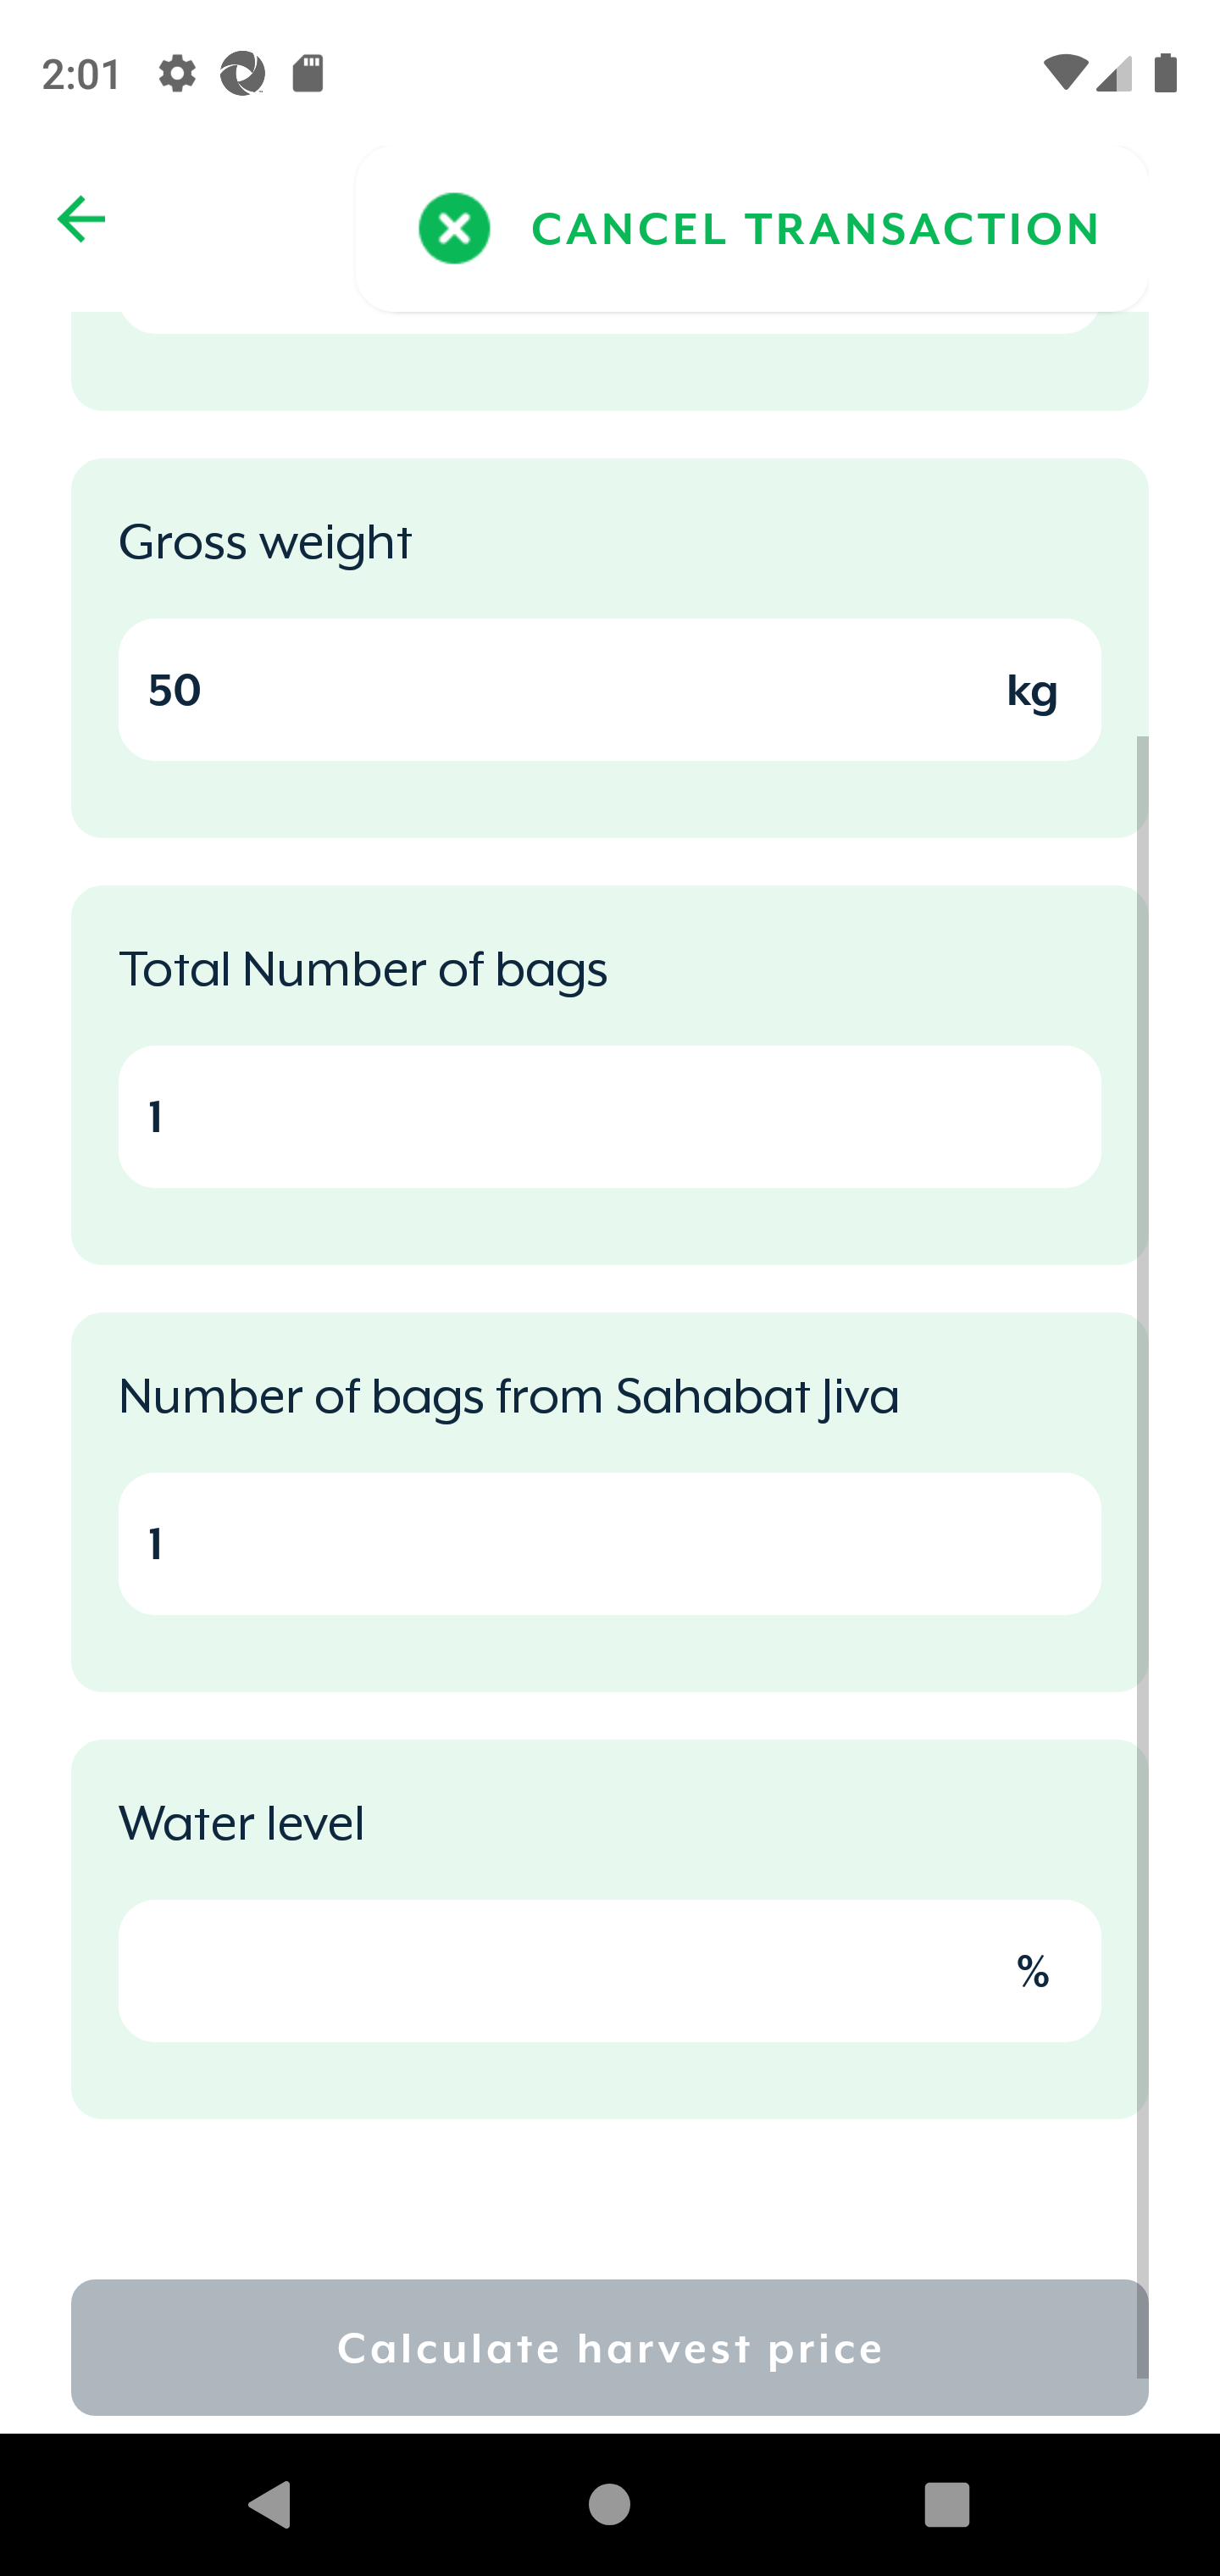 2:01
CANCEL TRANSACTION
Gross weight
50 kg
Total Number of bags
1
Number of bags from Sahabat Jiva
1
Water level
%
Calculate harvest price